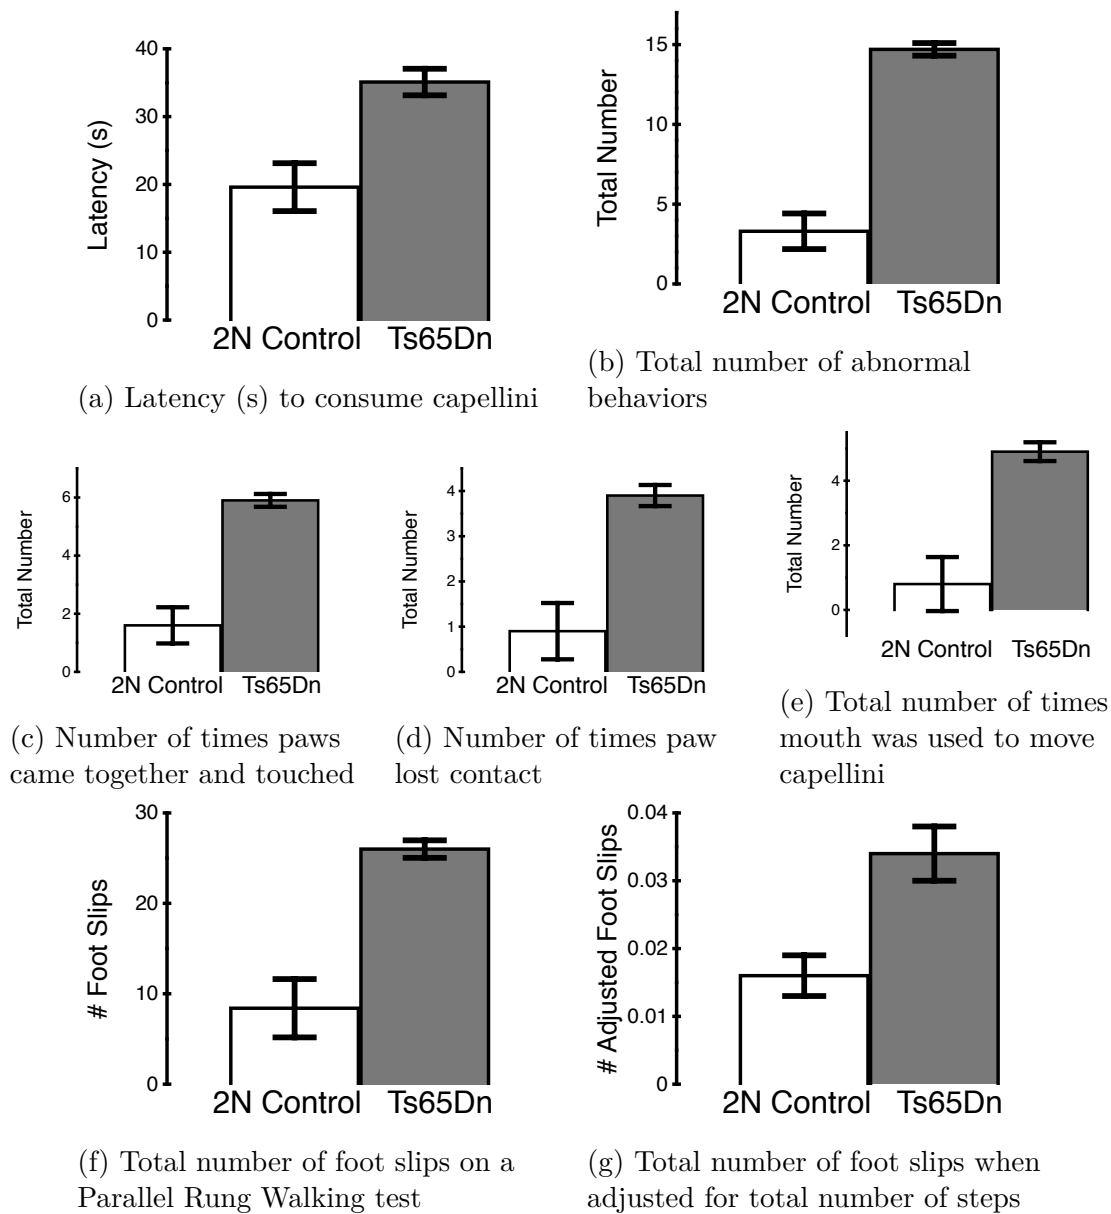 40
30
20
10
0
Latency (s)
2N Control Ts65Dn
(a) Latency (s) to consume capellini
15
10
5
0
Total Number
2N Control Ts65Dn
(b) Total number of abnormal
behaviors
6
4
2
0
Total Number
2N Control Ts65Dn
(c) Number of times paws
came together and touched
4
3
2
1
0
Total Number
2N Control Ts65Dn
(d) Number of times paw
lost contact
4
2
0
Total Number
2N Control Ts65Dn
(e) Total number of times
mouth was used to move
capellini
30
20
10
0
# Foot Slips
2N Control Ts65Dn
(f) Total number of foot slips on a
Parallel Rung Walking test
0.04
0.03
0.02
0.01
0
# Adjusted Foot Slips
2N Control Ts65Dn
(g) Total number of foot slips when
adjusted for total number of steps